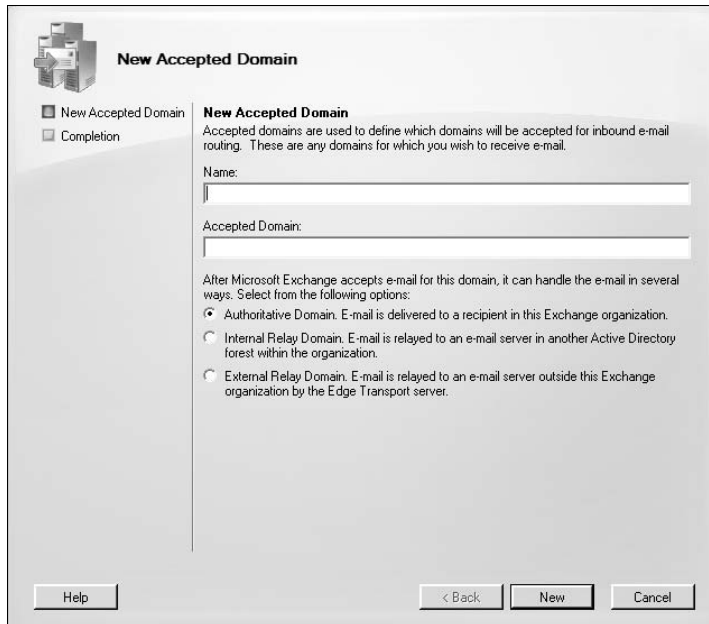 New Accepted Domain
New Accepted Domain
Completion
New Accepted Domain
Accepted domains are used to define which domains will be accepted for inbound e-mail
routing. These are any domains for which you wish to receive e-mail.
Name:
Accepted Domain:
After Microsoft Exchange accepts e-mail for this domain, it can handle the e-mail in several
ways. Select from the following options:
Authoritative Domain. E-mail is delivered to a recipient in this Exchange organization.
Internal Relay Domain. E-mail is relayed to an e-mail server in another Active Directory
forest within the organization.
External Relay Domain. E-mail is relayed to an e-mail server outside this Exchange
organization by the Edge Transport server.
Help
< Back
New
Cancel